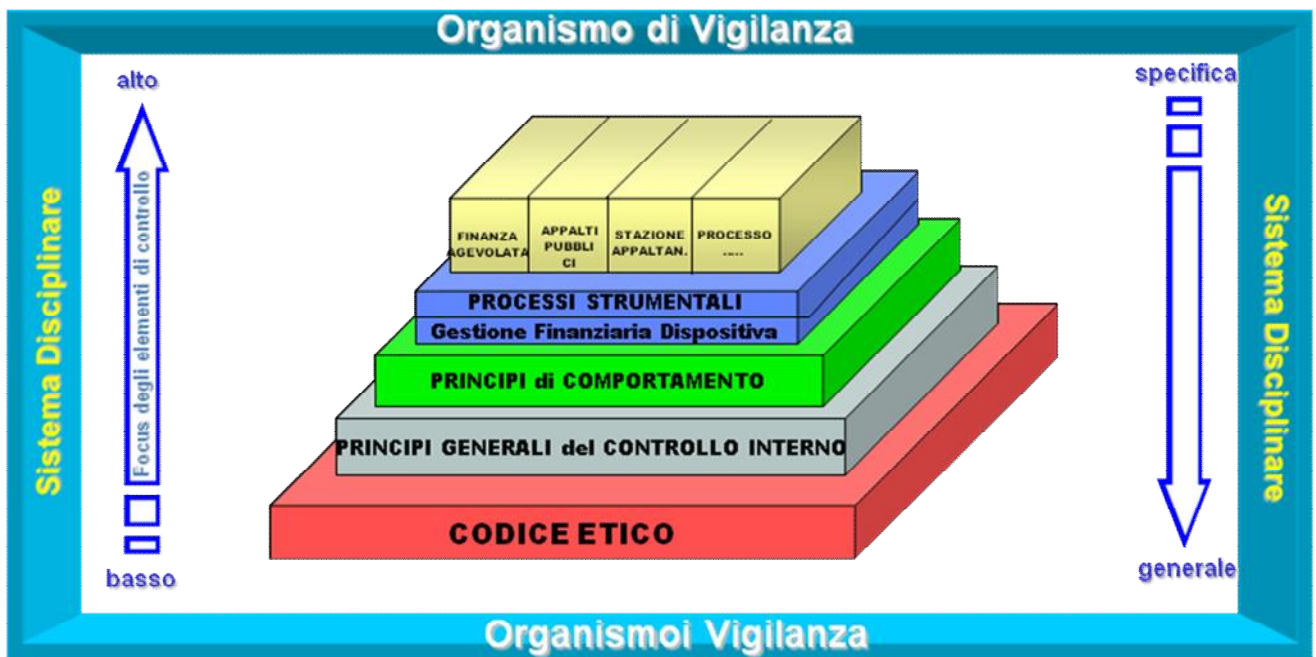 Organismo di Vigilanza
alto
specifica
Sistema Disciplinare
Focus degli elementi di controllo
FINANZA
AGEVOLATA
APPALTI
PUBBLI
CI
STAZIONE
APPALTAN.
PROCESSO
.....
PROCESSI STRUMENTALI
Gestione Finanziaria Dispositiva
PRINCIPI di COMPORTAMENTO
PRINCIPI GENERALI del CONTROLLO INTERNO
CODICE ETICO
Sistema Disciplinare
basso
generale
Organismoi Vigilanza